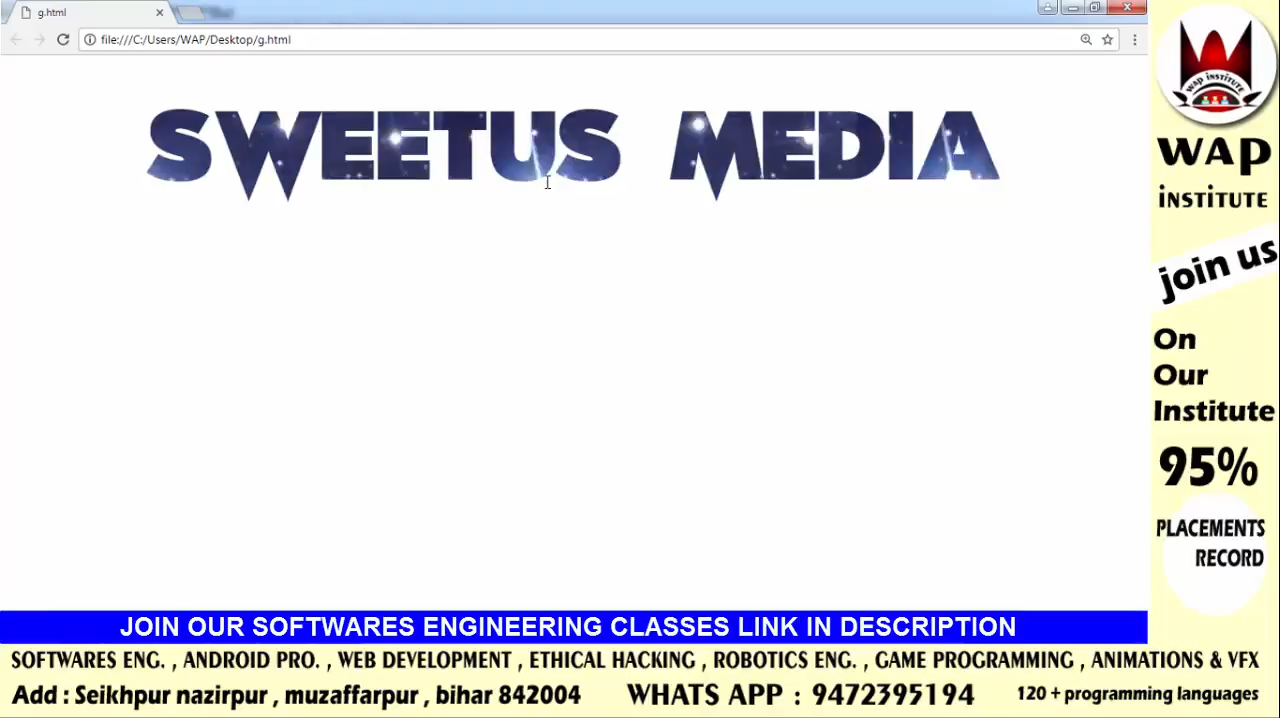 g.html
file:///C:/Users/WAP/Desktop/g.html
SWEETUS MEDIA
WAP INSTITUTE
WAP
INSTITUTE
join us
On
Our
Institute
95%
PLACEMENTS
RECORD
JOIN OUR SOFTWARES ENGINEERING CLASSES LINK IN DESCRIPTION
SOFTWARES ENG. , ANDROID PRO. , WEB DEVELOPMENT , ETHICAL HACKING , ROBOTICS ENG. , GAME PROGRAMMING , ANIMATIONS & VFX
Add : Seikhpur nazirpur , muzaffarpur , bihar 842004 WHATS APP : 9472395194 120 + programming languages